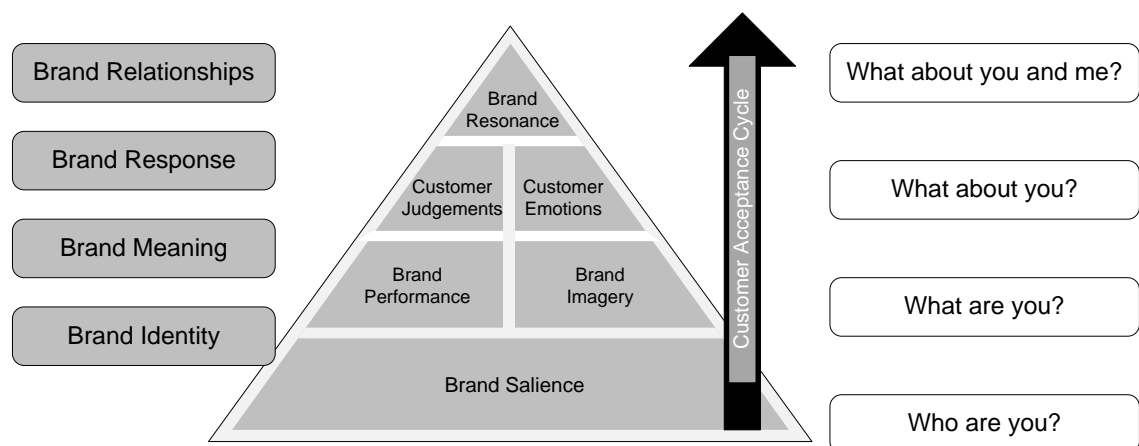 Brand Relationships
Brand Response
Brand Meaning
Brand Identity
Brand
Resonance
Customer
Judgements
Customer
Emotions
Brand
Performance
Brand
Imagery
Brand Salience
Customer Acceptance Cycle
What about you and me?
What about you?
What are you?
Who are you?